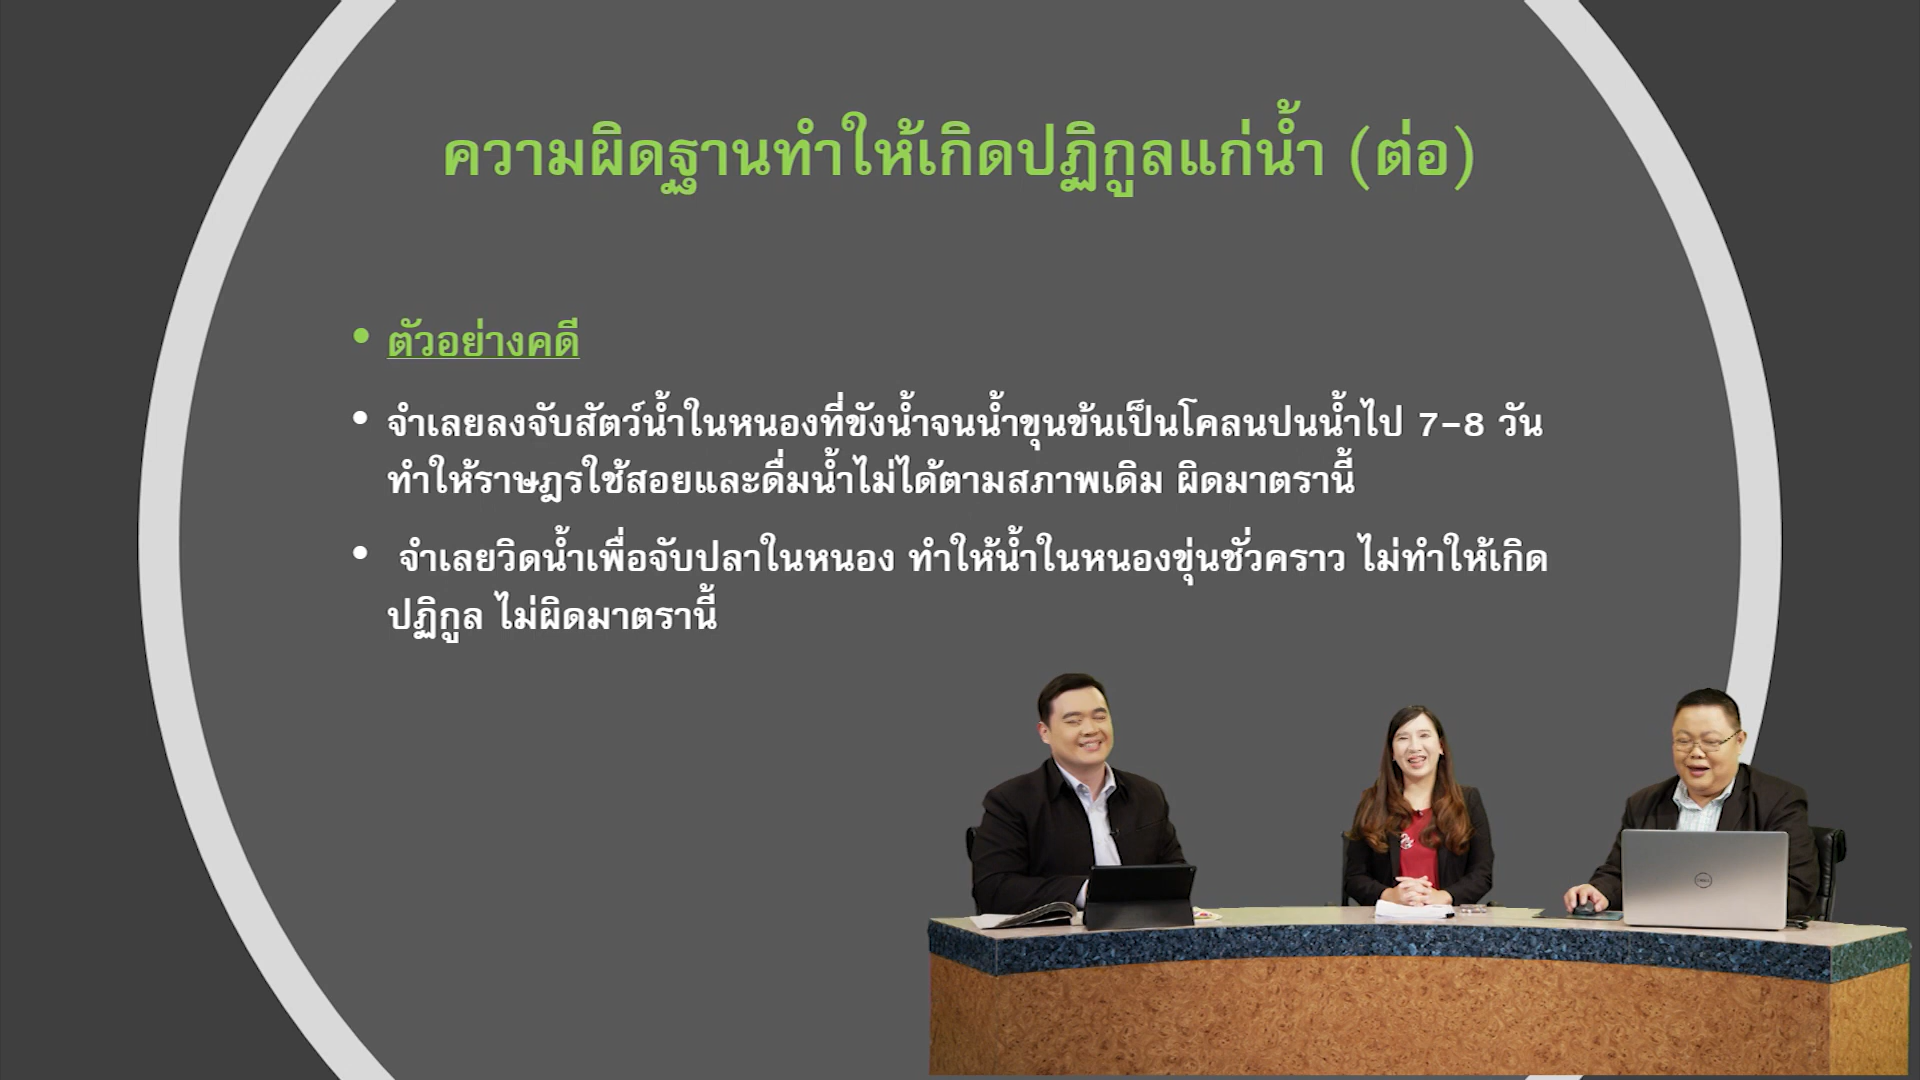 ความผิดฐานทำให้เกิดปฏิกูลแก่น้ำ (ต่อ)
• ตัวอย่างคดี
• จำเลยลงจับสัตว์น้ำในหนองที่ขังน้ำจนน้ำขุนข้นเป็นโคลนปนน้ำไป 7-8 วัน
ทำให้ราษฎรใช้สอยและดื่มน้ำไม่ได้ตามสภาพเดิม ผิดมาตรานี้
• จำเลยวิดน้ำเพื่อจับปลาในหนอง ทำให้น้ำในหนองขุ่นชั่วคราว ไม่ทำให้เกิด
ปฏิกูล ไม่ผิดมาตรานี้
DELL